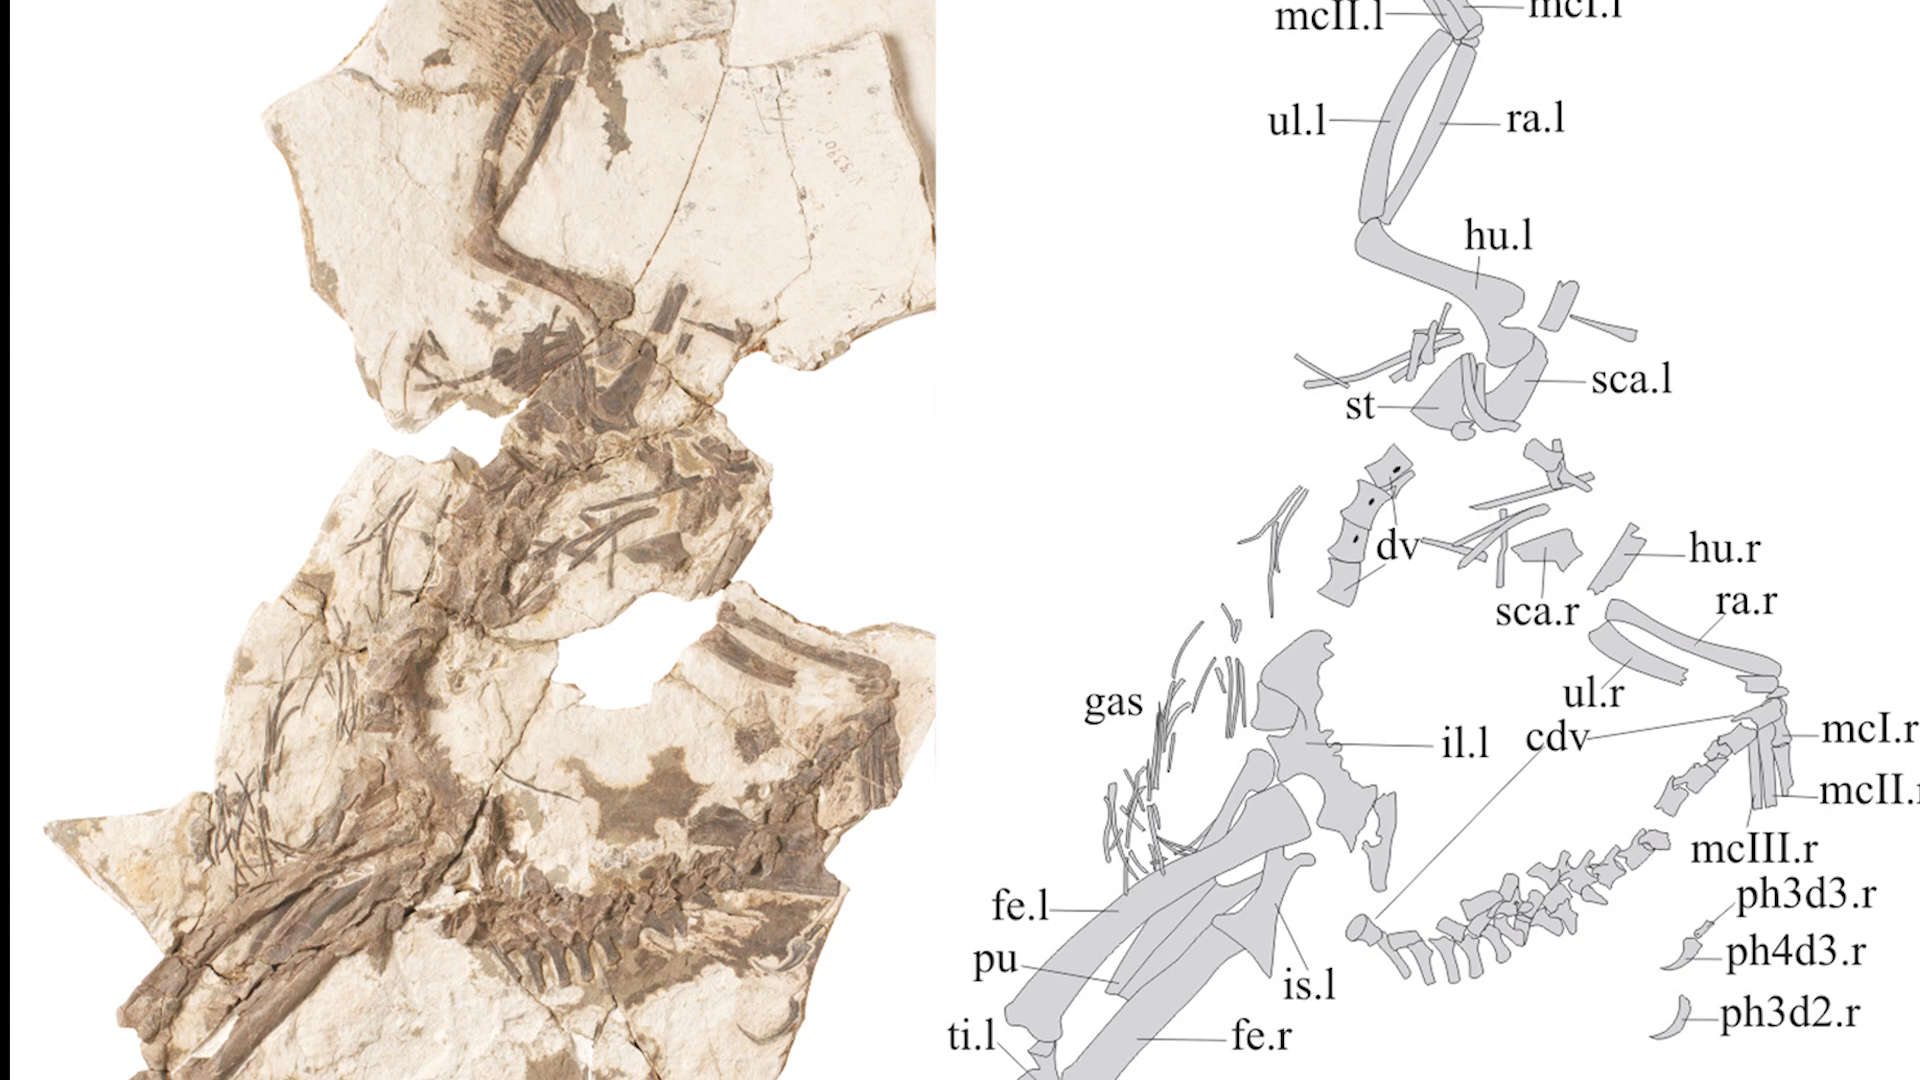 mcII.l
mcI.l
ul.l
ra.l
V13390
hu.l
sca.l
st
dv
hu.r
sca.r
ra.r
ul.r
gas
il.l
cdv
mcI.r
mcII.r
mcIII.r
ph3d3.r
fe.l
ph4d3.r
pu
is.l
ph3d2.r
ti.l
fe.r